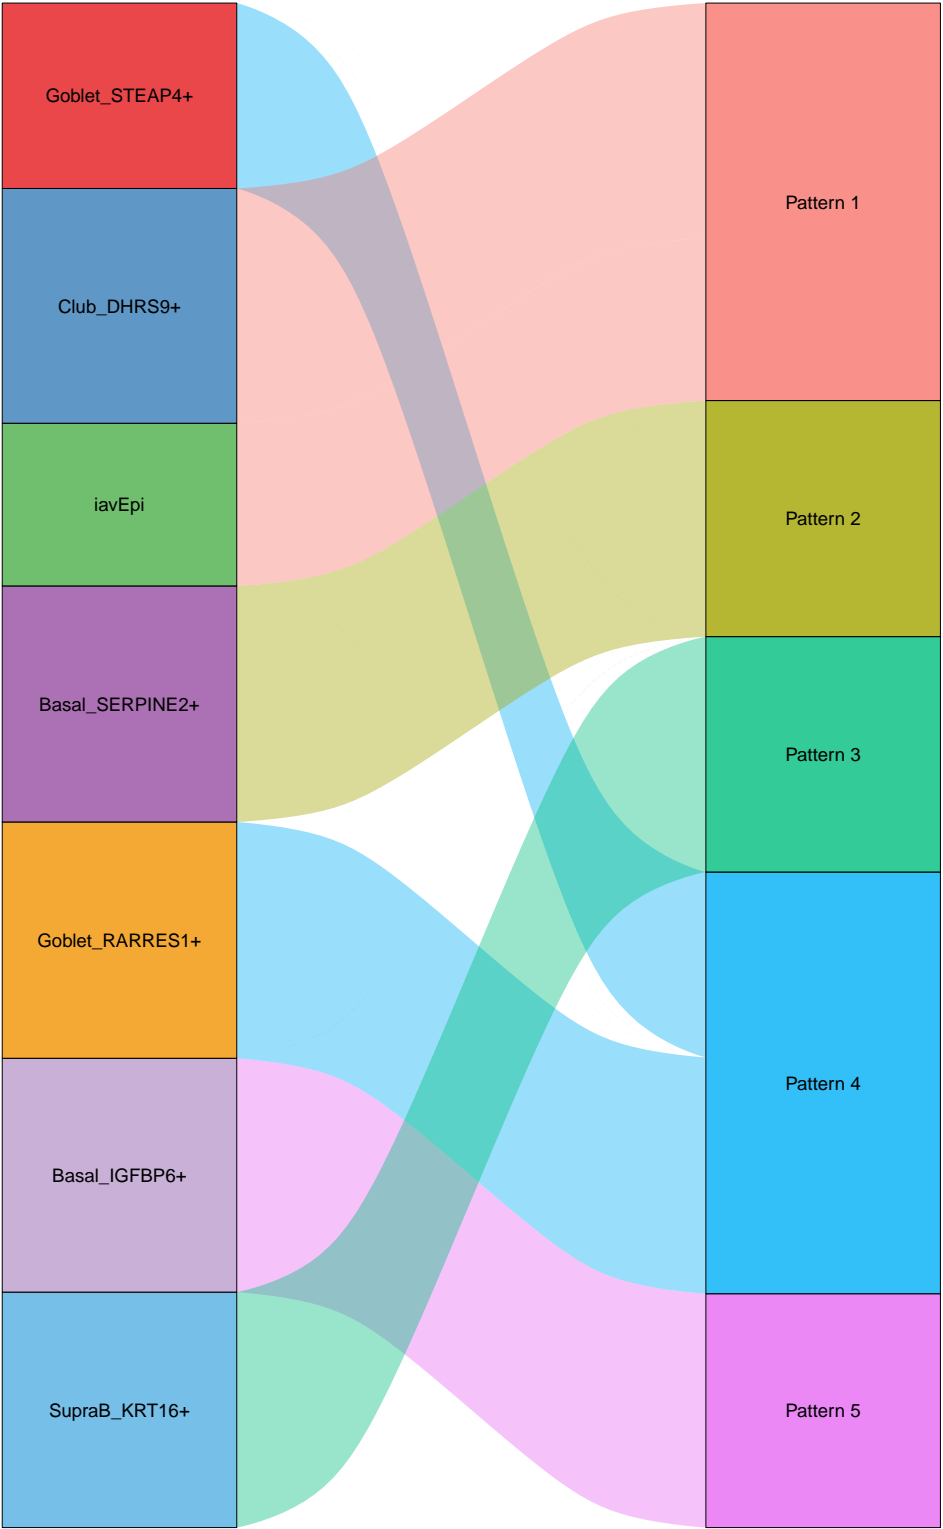 Goblet_STEAP4+
Club_DHRS9+
iavEpi
Basal_SERPINE2+
Goblet_RARRES1+
Basal_IGFBP6+
SupraB_KRT16+
Pattern 1
Pattern 2
Pattern 3
Pattern 4
Pattern 5